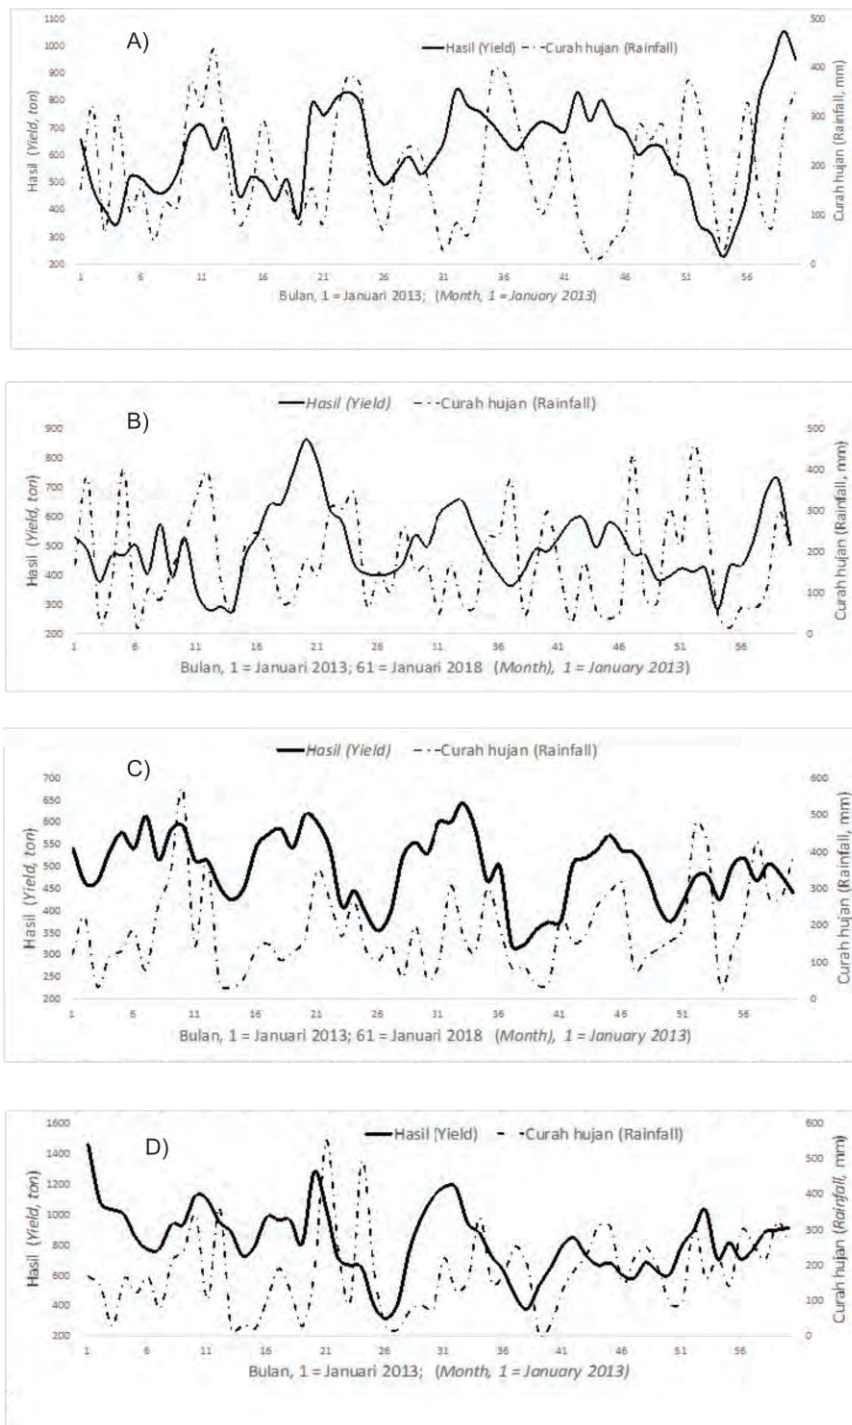 A)
Hasil (Yield) Curah hujan (Rainfall)
Hasil (Yield, ton)
1100
1000
900
800
700
600
500
400
300
200
500
400
300
200
100
0
Curah hujan (Rainfall, mm)
1 6 11 16 21 26 31 36 41 46 51 56
Bulan, 1 = Januari 2013; (Month, 1 = January 2013)
Hasil (Yield) Curah hujan (Rainfall)
B)
Hasil (Yield, ton)
900
800
700
600
500
400
300
200
500
400
300
200
100
0
Curah hujan (Rainfall, mm)
1 6 11 16 21 26 31 36 41 46 51 56
Bulan, 1 = Januari 2013; 61 = Januari 2018 (Month), 1 = January 2013)
Hasil (Yield) Curah hujan (Rainfall)
C)
Hasil (Yield, ton)
700
650
600
550
500
450
400
350
300
250
200
600
500
400
300
200
100
0
Curah hujan (Rainfall, mm)
1 6 11 16 21 26 31 36 41 46 51 56
Bulan, 1 = Januari 2013; 61 = Januari 2018 (Month), 1 = January 2013)
Hasil (Yield) Curah hujan (Rainfall)
D)
Hasil (Yield, ton)
1600
1400
1200
1000
800
600
400
200
600
500
400
300
200
100
0
Curah hujan (Rainfall, mm)
1 6 11 16 21 26 31 36 41 46 51 56
Bulan, 1 = Januari 2013; (Month, 1 = January 2013)